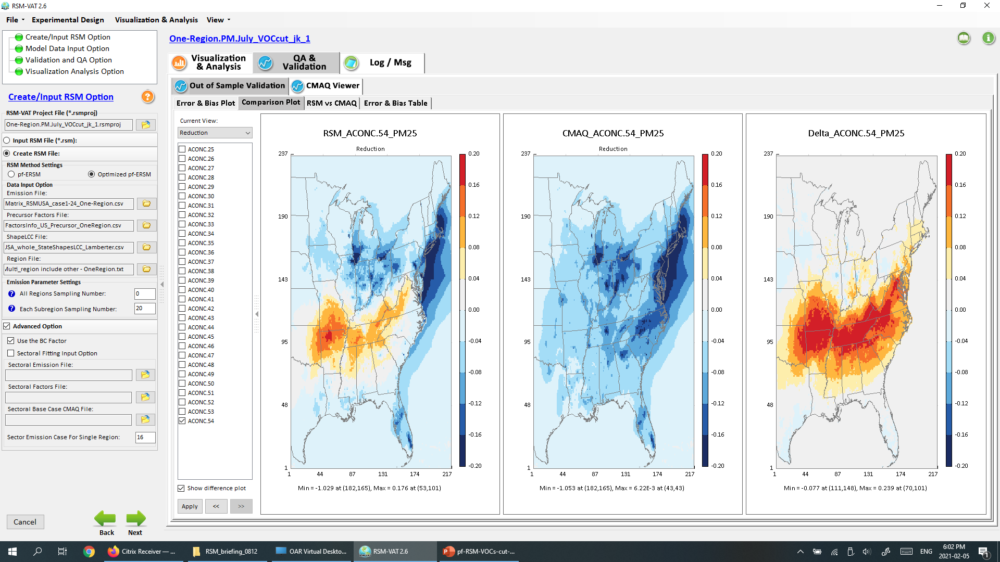 RSM-VAT 2.6
File
Experimental Design
Visualization & Analysis
View
Create/Input RSM Option
Model Data Input Option
Validation and QA Option
Visualization Analysis Option
Create/Input RSM Option
?
RSM-VAT Project File (*.rsmproj)
One-Region.PM.July_VOCcut_jk_1.rsmproj
Input RSM File (*.rsm):
Create RSM File:
RSM Method Settings
pf-ERSM
Optimized pf-ERSM
Data Input Option
Emission File:
Matrix_RSMUSA_case1-24_One-Region.csv
Precursor Factors File:
FactorsInfo_US_Precursor_OneRegion.csv
ShapeLCC File:
JSA_whole_StateShapesLCC_Lamberter.csv
Region File:
Multi_region include other - OneRegion.txt
Emission Parameter Settings
? All Regions Sampling Number: 0
? Each Subregion Sampling Number: 20
Advanced Option
Use the BC Factor
Sectoral Fitting Input Option
Sectoral Emission File:
Sectoral Factors File:
Sectoral Base Case CMAQ File:
Sector Emission Case For Single Region: 16
Cancel
Back
Next
One-Region.PM.July_VOCcut_jk_1
i
Visualization
& Analysis
QA &
Validation
Log / Msg
Out of Sample Validation
CMAQ Viewer
Error & Bias Plot
Comparison Plot
RSM vs CMAQ
Error & Bias Table
Current View:
Reduction
ACONC.25
ACONC.26
ACONC.27
ACONC.28
ACONC.29
ACONC.30
ACONC.31
ACONC.32
ACONC.33
ACONC.34
ACONC.35
ACONC.36
ACONC.37
ACONC.38
ACONC.39
ACONC.40
ACONC.41
ACONC.42
ACONC.43
ACONC.44
ACONC.45
ACONC.46
ACONC.47
ACONC.48
ACONC.49
ACONC.50
ACONC.51
ACONC.52
ACONC.53
ACONC.54
Show difference plot
Apply
<<
>>
RSM_ACONC.54_PM25
Reduction
237
190
143
95
48
1
1 44 87 131 174 217
0.20
0.16
0.12
0.08
0.04
0.00
-0.04
-0.08
-0.12
-0.16
-0.20
Min = -1.029 at (182,165), Max = 0.176 at (53,101)
CMAQ_ACONC.54_PM25
Reduction
237
190
143
95
48
1
1 44 87 131 174 217
0.20
0.16
0.12
0.08
0.04
0.00
-0.04
-0.08
-0.12
-0.16
-0.20
Min = -1.053 at (182,165), Max = 6.22E-3 at (43,43)
Delta_ACONC.54_PM25
237
190
143
95
48
1
1 44 87 131 174 217
0.20
0.16
0.12
0.08
0.04
0.00
-0.04
-0.08
-0.12
-0.16
-0.20
Min = -0.077 at (111,148), Max = 0.239 at (70,101)
Citrix Receiver — ...
RSM_briefing_0812
OAR Virtual Deskto...
RSM-VAT 2.6
pf-RSM-VOCs-cut-...
ENG
6:02 PM
2021-02-05
1